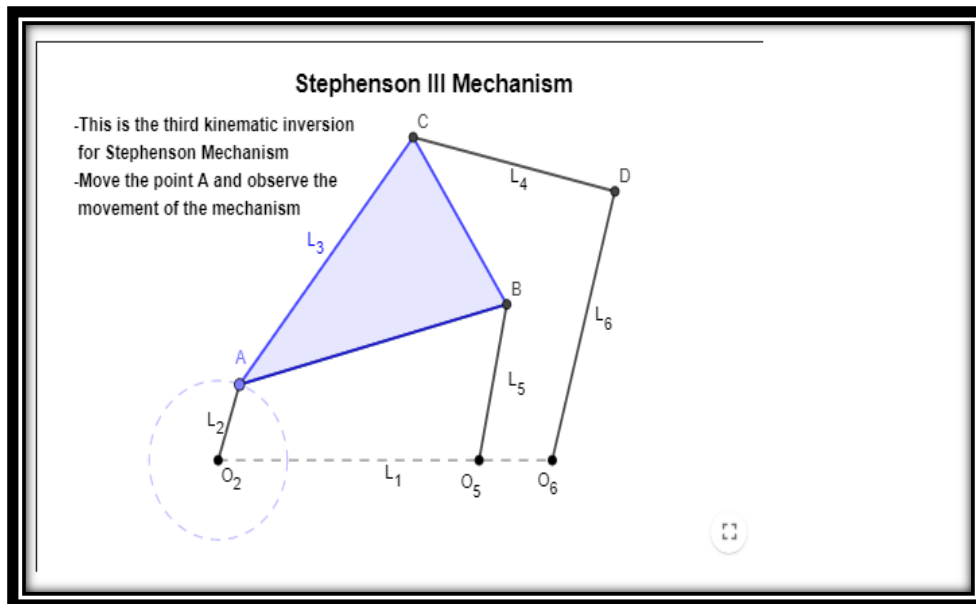 Stephenson III Mechanism
-This is the third kinematic inversion
for Stephenson Mechanism
-Move the point A and observe the
movement of the mechanism
C
L4
D
L3
B
L6
A
L5
L2
L1
O2
O5
O6